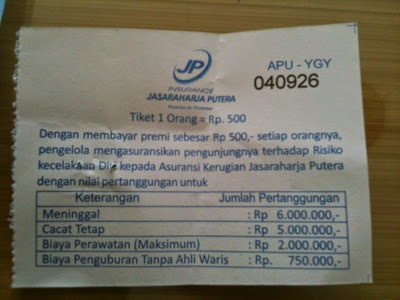 JP
INSURANCE
JASARAHARJA PUTERA
APU - YGY
040926
Tiket 1 Orang = Rp. 500
Dengan membayar premi sebesar Rp 500,- setiap orangnya,
pengelola mengasuransikan pengunjungnya terhadap Risiko
kecelakaan Diri kepada Asuransi Kerugian Jasaraharja Putera
dengan nilai pertanggungan untuk
Keterangan Jumlah Pertanggungan
Meninggal : Rp 6.000.000,-
Cacat Tetap : Rp 5.000.000,-
Biaya Perawatan (Maksimum) : Rp 2.000.000,-
Biaya Penguburan Tanpa Ahli Waris : Rp. 750.000,-